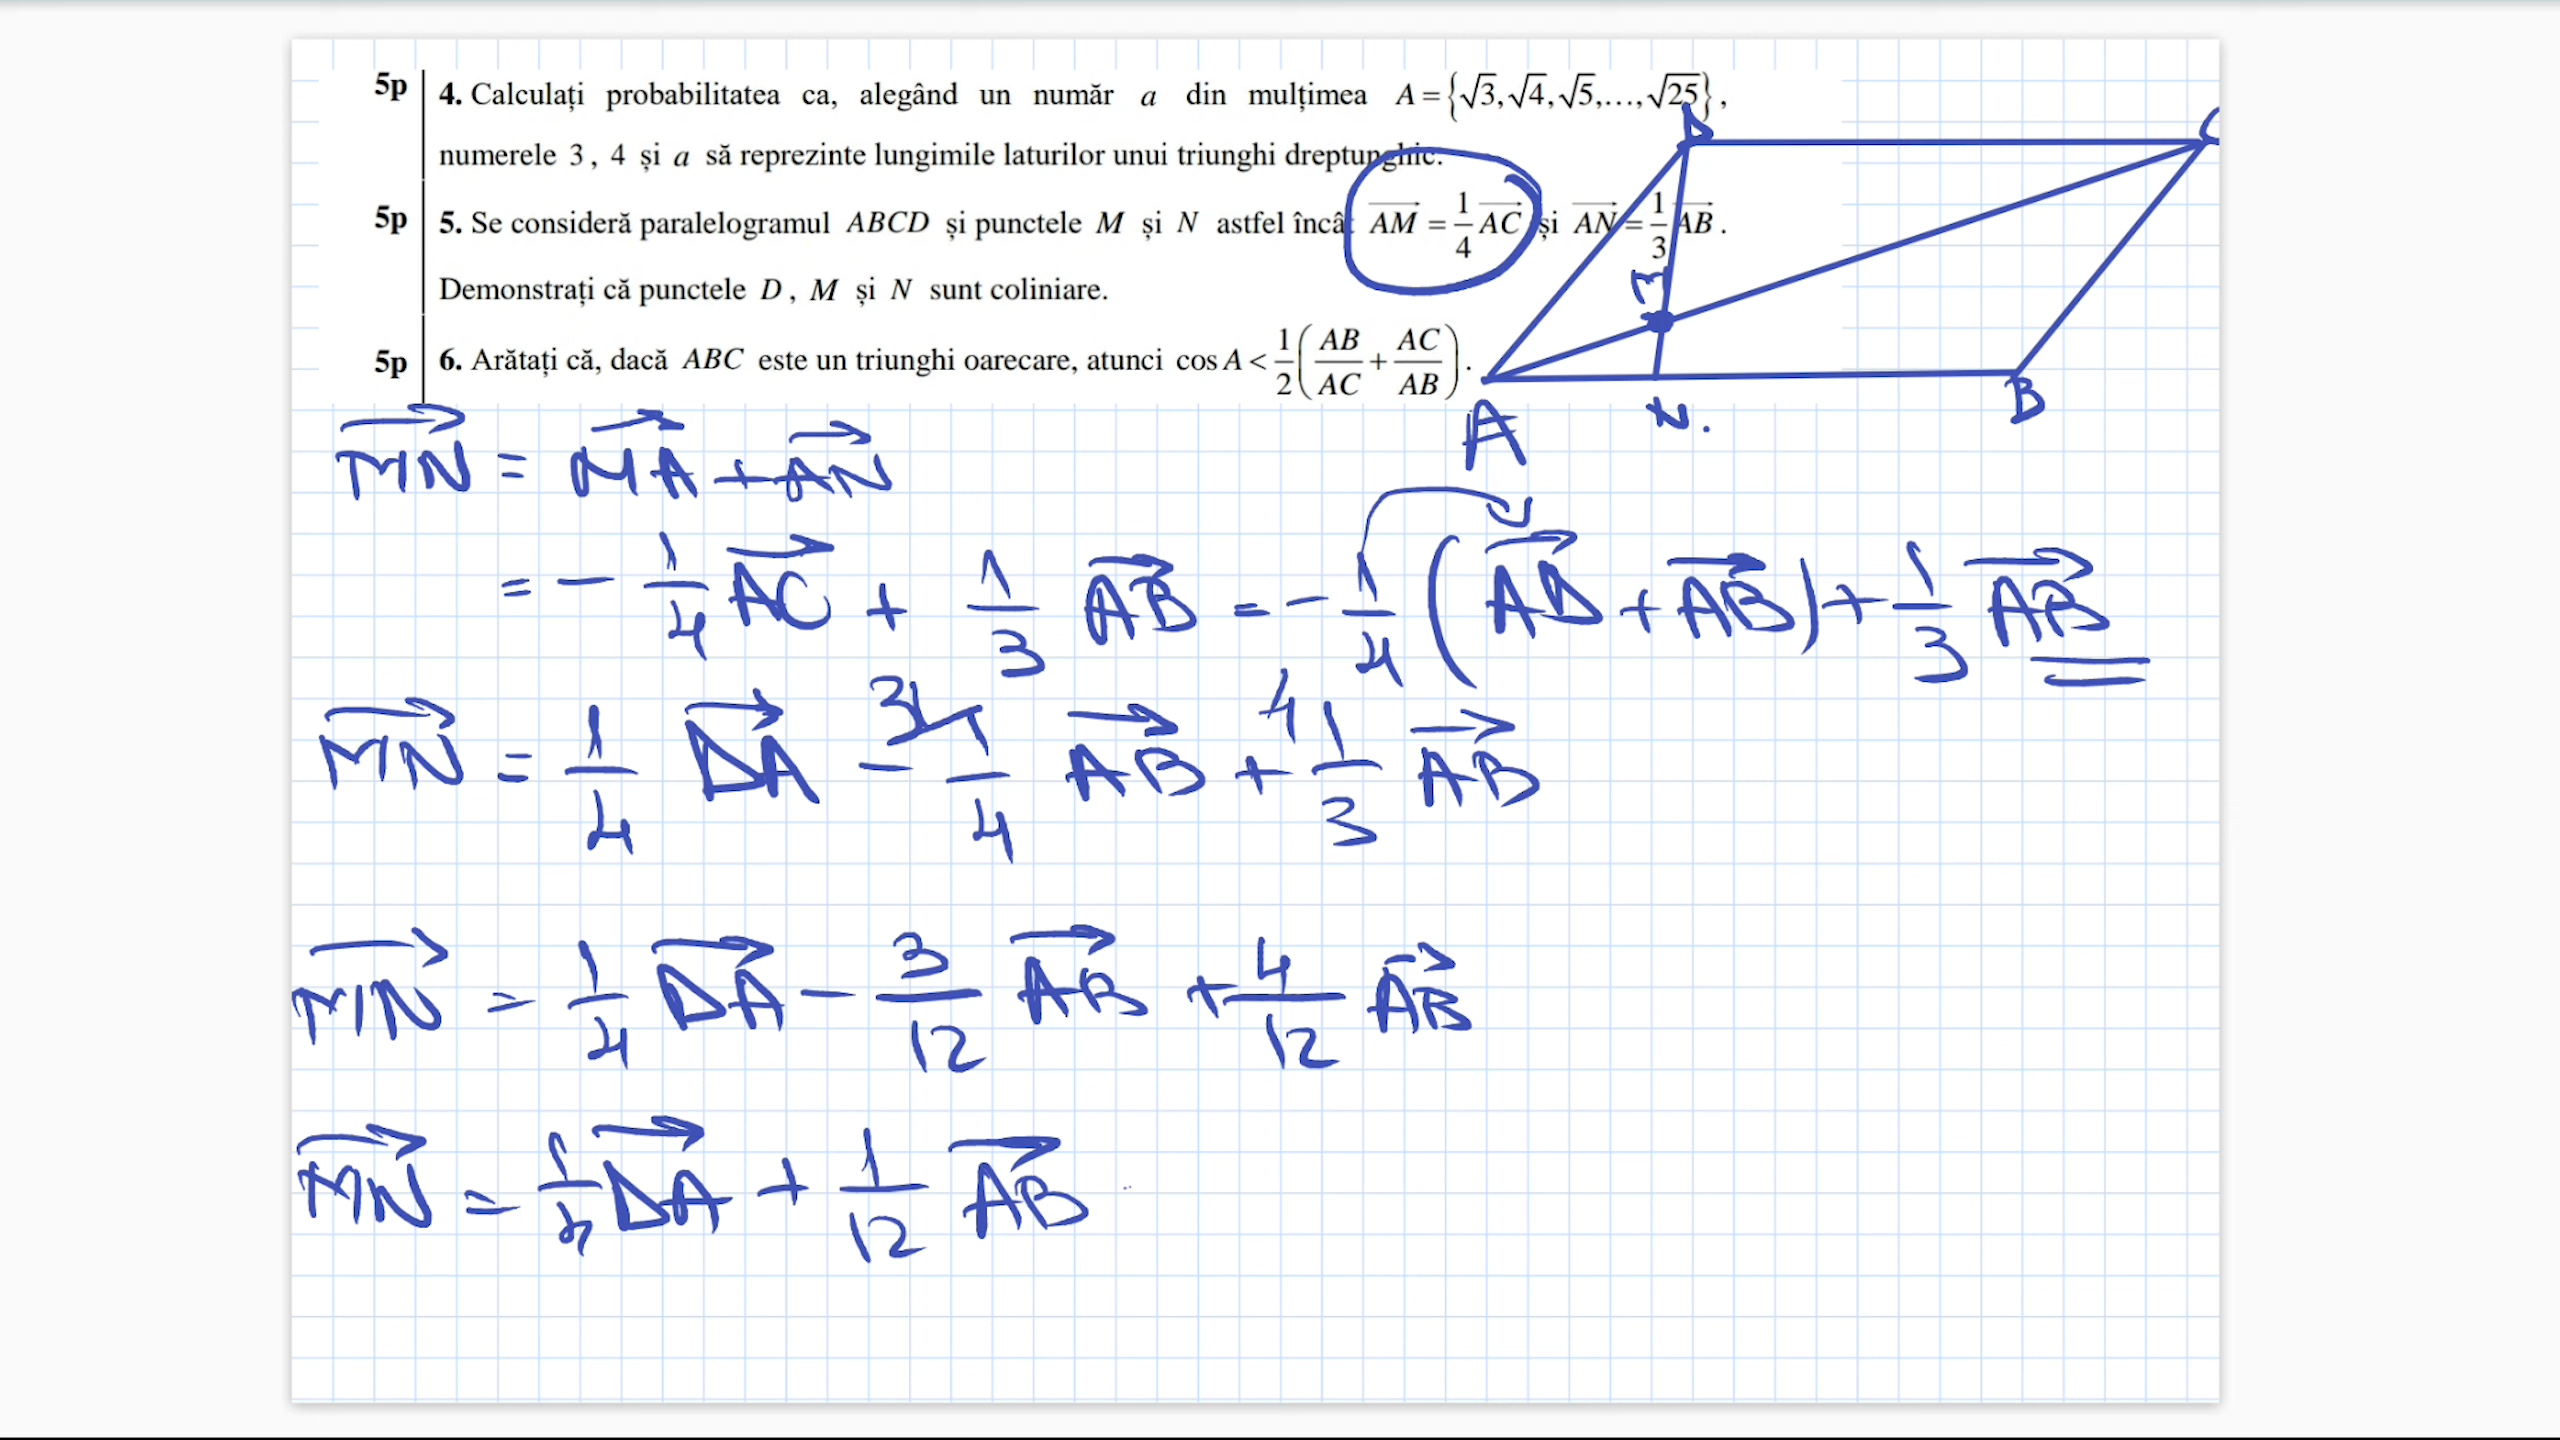 5p 4. Calculați probabilitatea ca, alegând un număr a din mulțimea A = {√3, √4, √5, ..., √25},
numerele 3, 4 și a să reprezinte lungimile laturilor unui triunghi dreptunghic.
5p 5. Se consideră paralelogramul ABCD și punctele M și N astfel încât AM⃗ = 1/4 AC⃗ și AN⃗ = 1/3 AB⃗.
Demonstrați că punctele D, M și N sunt coliniare.
5p 6. Arătați că, dacă ABC este un triunghi oarecare, atunci cos A < 1/2 (AB/AC + AC/AB).
D C
M
A N. B
MN⃗ = MA⃗ + AN⃗
= - 1/4 AC⃗ + 1/3 AB⃗ = - 1/4 (AD⃗ + AB⃗) + 1/3 AB⃗
MN⃗ = 1/4 DA⃗ - 3) 1/4 AB⃗ + 4) 1/3 AB⃗
MN⃗ = 1/4 DA⃗ - 3/12 AB⃗ + 4/12 AB⃗
MN⃗ = 1/4 DA⃗ + 1/12 AB⃗